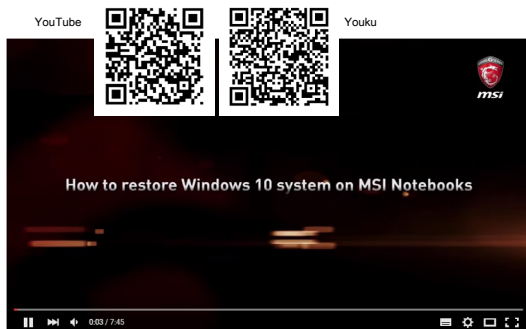 YouTube
Youku
msi
How to restore Windows 10 system on MSI Notebooks
0:03 / 7:45